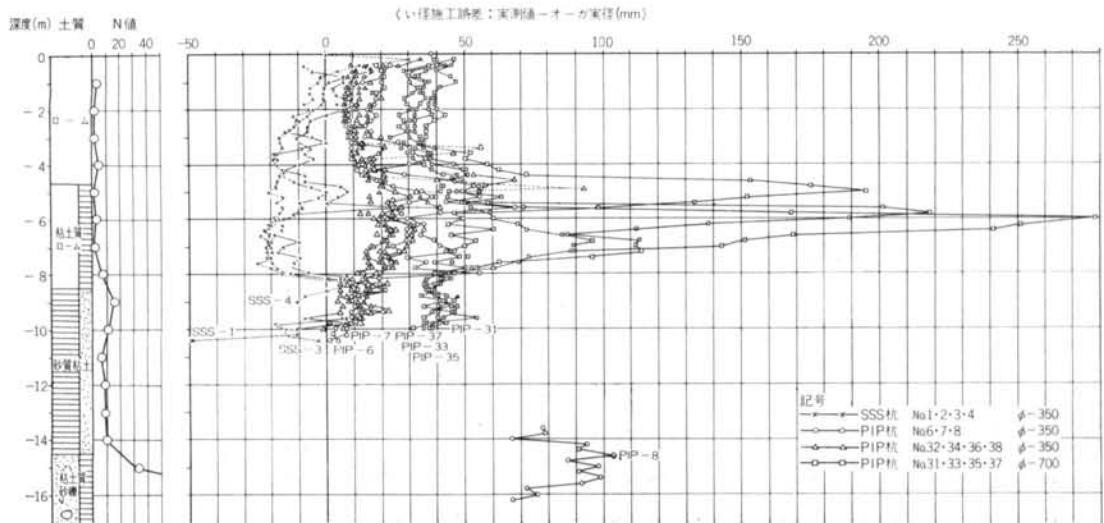 くい径施工誤差：実測値－オーガ実径(mm)
深度(m) 土質 N値
0 20 40
-50 0 50 100 150 200 250
0
-2
-4
-6
-8
-10
-12
-14
-16
ローム
粘土質
ローム
砂質粘土
粘土質
砂礫
SSS-4
SSS-1
SSS-3
PIP-7
PIP-6
PIP-37
PIP-33
PIP-35
PIP-31
PIP-8
記号
SSS杭 No.1・2・3・4 φ-350
PIP杭 No.6・7・8 φ-350
PIP杭 No.32・34・36・38 φ-350
PIP杭 No.31・33・35・37 φ-700